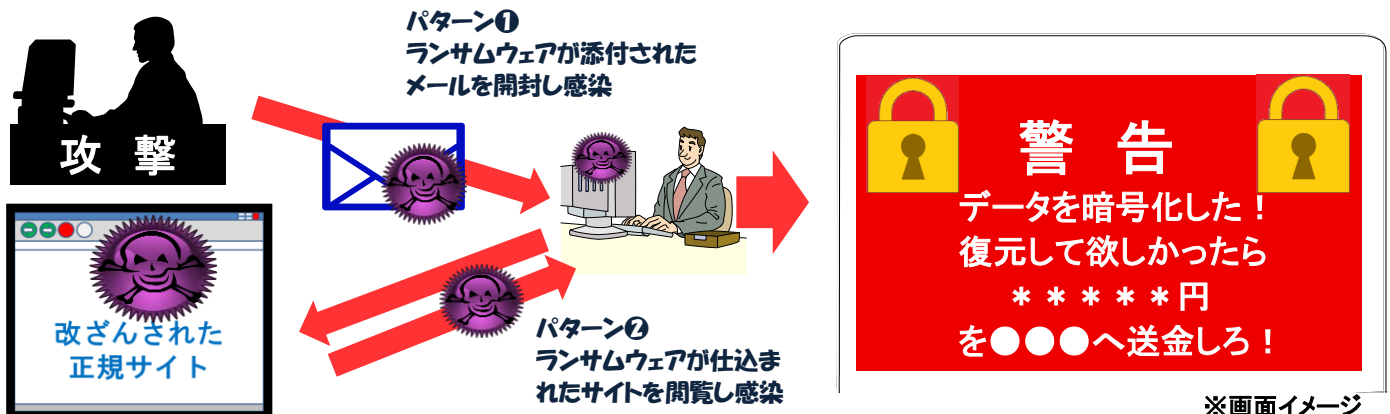 パターン❶
ランサムウェアが添付された
メールを開封し感染
攻 撃
改ざんされた
正規サイト
パターン❷
ランサムウェアが仕込ま
れたサイトを閲覧し感染
警 告
データを暗号化した！
復元して欲しかったら
＊＊＊＊＊円
を●●●へ送金しろ！
※画面イメージ